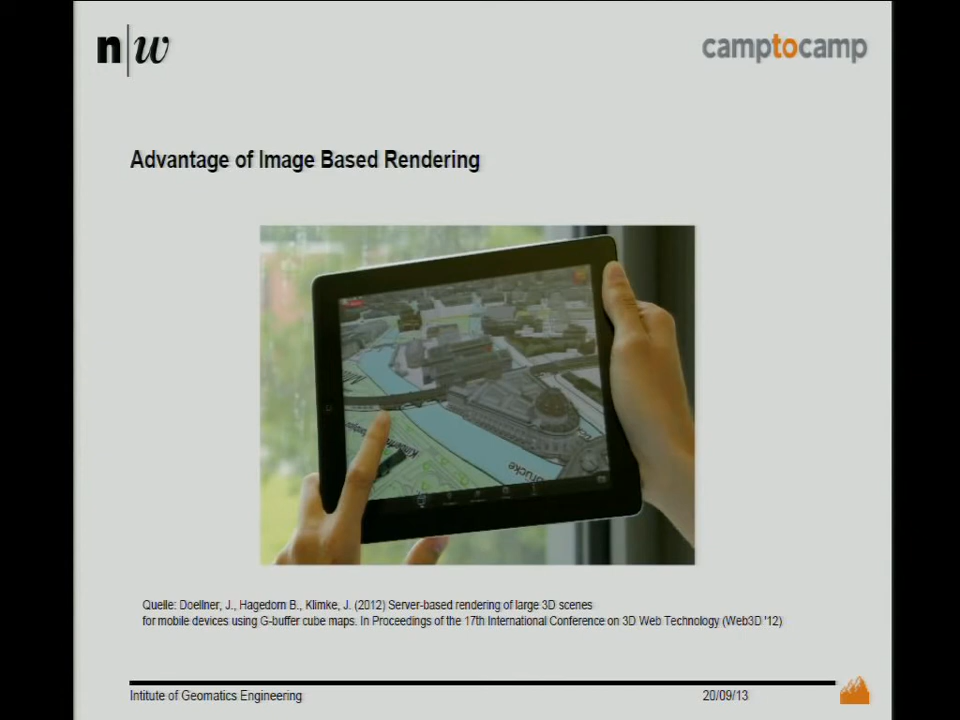 n|w
camptocamp
Advantage of Image Based Rendering
Quelle: Doellner, J., Hagedorn B., Klimke, J. (2012) Server-based rendering of large 3D scenes
for mobile devices using G-buffer cube maps. In Proceedings of the 17th International Conference on 3D Web Technology (Web3D '12)
Intitute of Geomatics Engineering
20/09/13